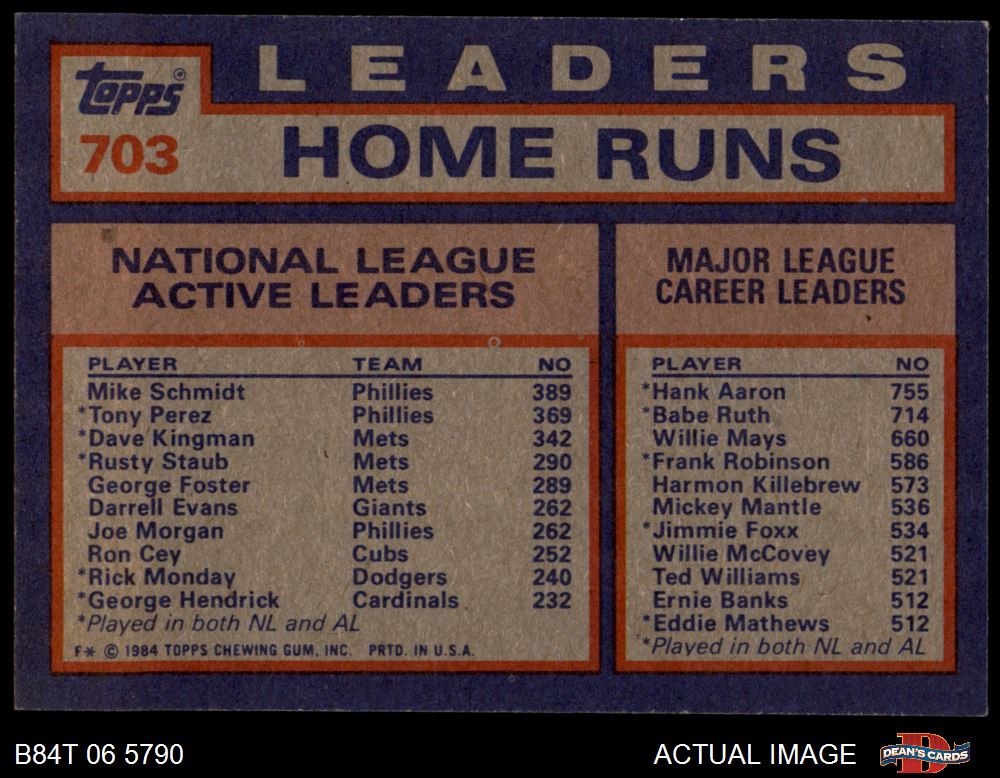 LEADERS
topps®
703
HOME RUNS
NATIONAL LEAGUE
ACTIVE LEADERS
PLAYER TEAM NO
Mike Schmidt Phillies 389
*Tony Perez Phillies 369
*Dave Kingman Mets 342
*Rusty Staub Mets 290
George Foster Mets 289
Darrell Evans Giants 262
Joe Morgan Phillies 262
Ron Cey Cubs 252
*Rick Monday Dodgers 240
*George Hendrick Cardinals 232
*Played in both NL and AL
F* © 1984 TOPPS CHEWING GUM, INC. PRTD. IN U.S.A.
MAJOR LEAGUE
CAREER LEADERS
PLAYER NO
*Hank Aaron 755
*Babe Ruth 714
Willie Mays 660
*Frank Robinson 586
Harmon Killebrew 573
Mickey Mantle 536
*Jimmie Foxx 534
Willie McCovey 521
Ted Williams 521
Ernie Banks 512
*Eddie Mathews 512
*Played in both NL and AL
B84T 06 5790
ACTUAL IMAGE
D
DEAN'S CARDS